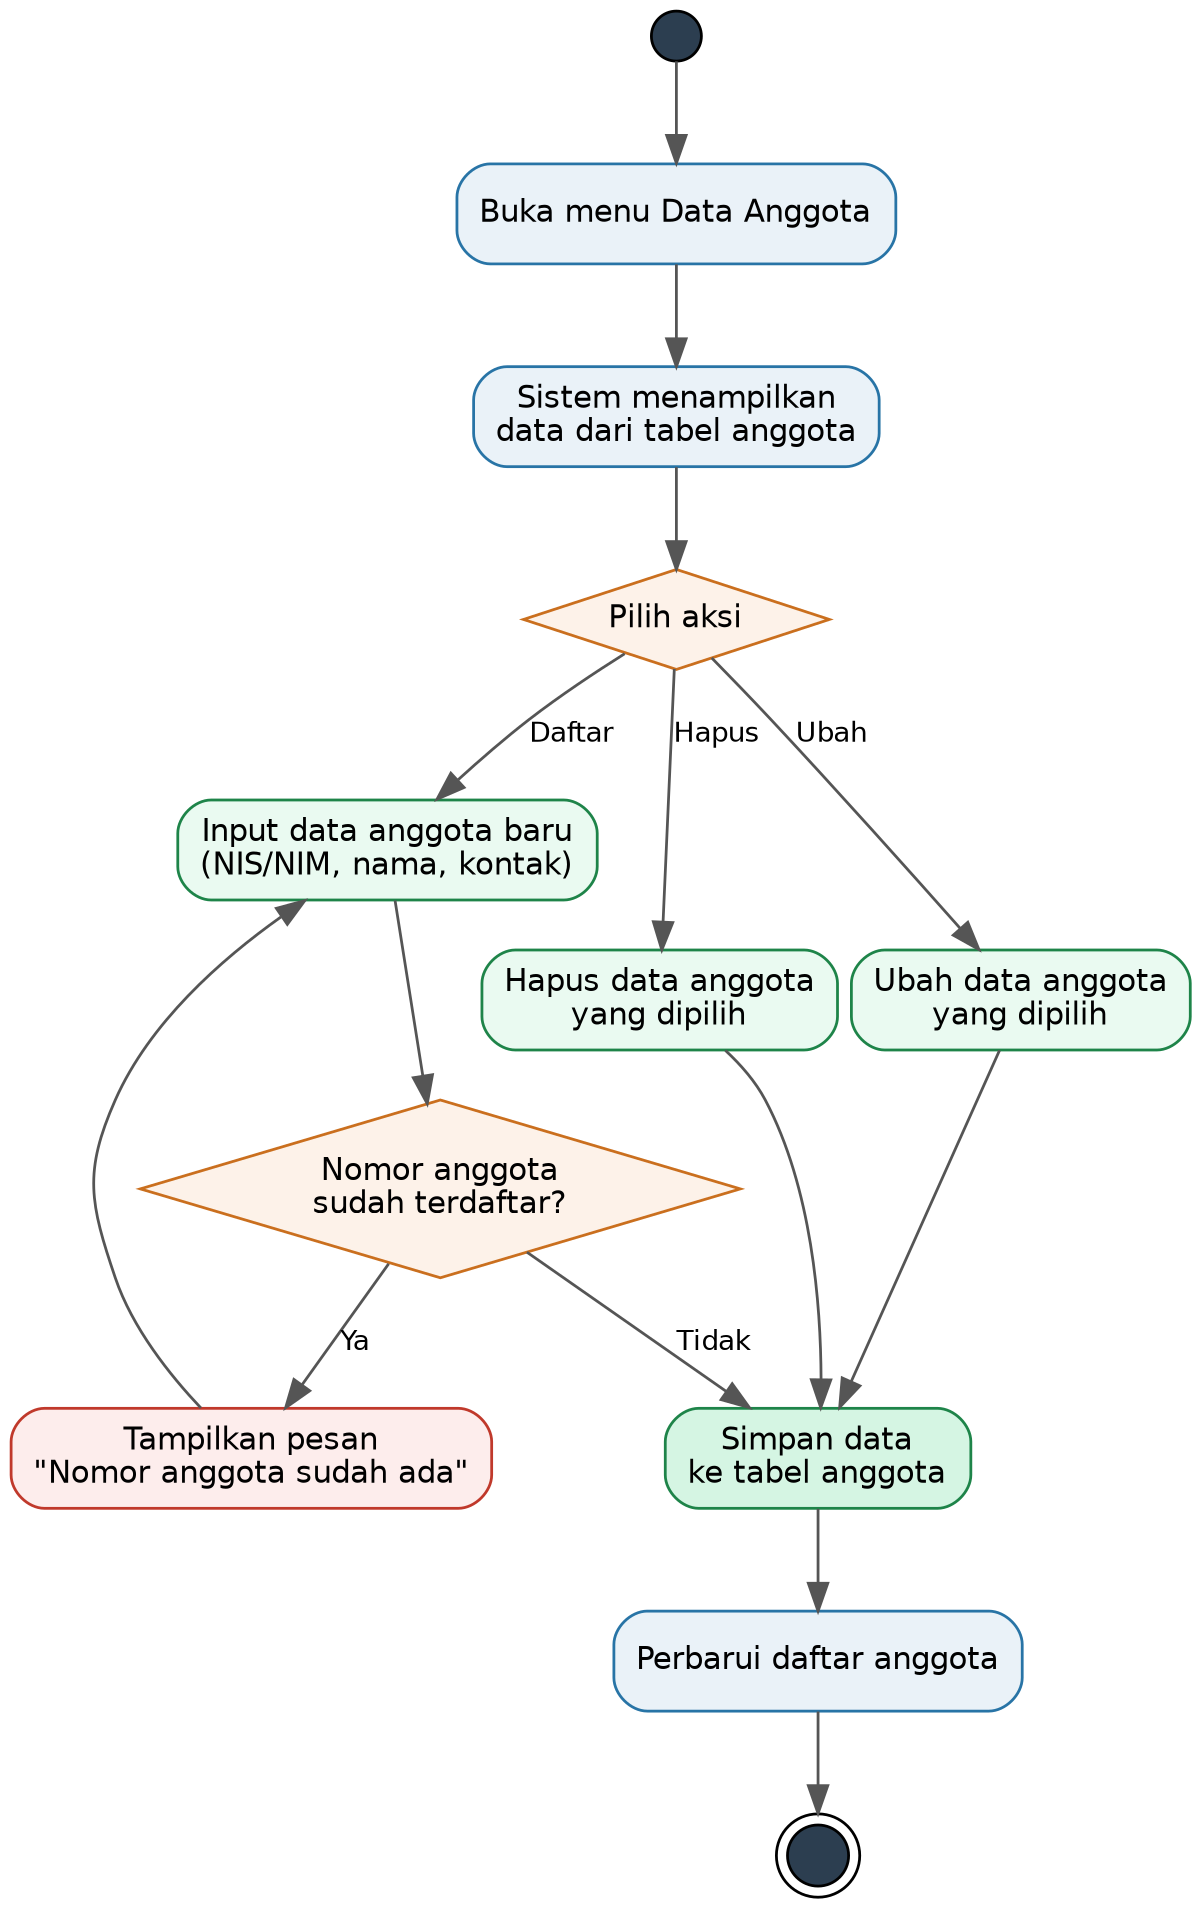 Buka menu Data Anggota
Sistem menampilkan
data dari tabel anggota
Pilih aksi
Daftar
Hapus
Ubah
Input data anggota baru
(NIS/NIM, nama, kontak)
Hapus data anggota
yang dipilih
Ubah data anggota
yang dipilih
Nomor anggota
sudah terdaftar?
Ya
Tidak
Tampilkan pesan
"Nomor anggota sudah ada"
Simpan data
ke tabel anggota
Perbarui daftar anggota